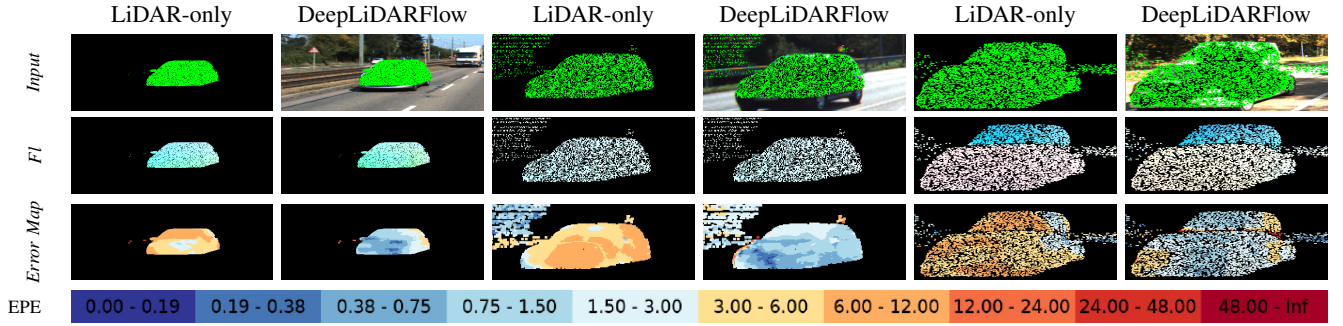 LiDAR-only DeepLiDARFlow LiDAR-only DeepLiDARFlow LiDAR-only DeepLiDARFlow
Input
Fl
Error Map
EPE 0.00 - 0.19 0.19 - 0.38 0.38 - 0.75 0.75 - 1.50 1.50 - 3.00 3.00 - 6.00 6.00 - 12.00 12.00 - 24.00 24.00 - 48.00 48.00 - Inf